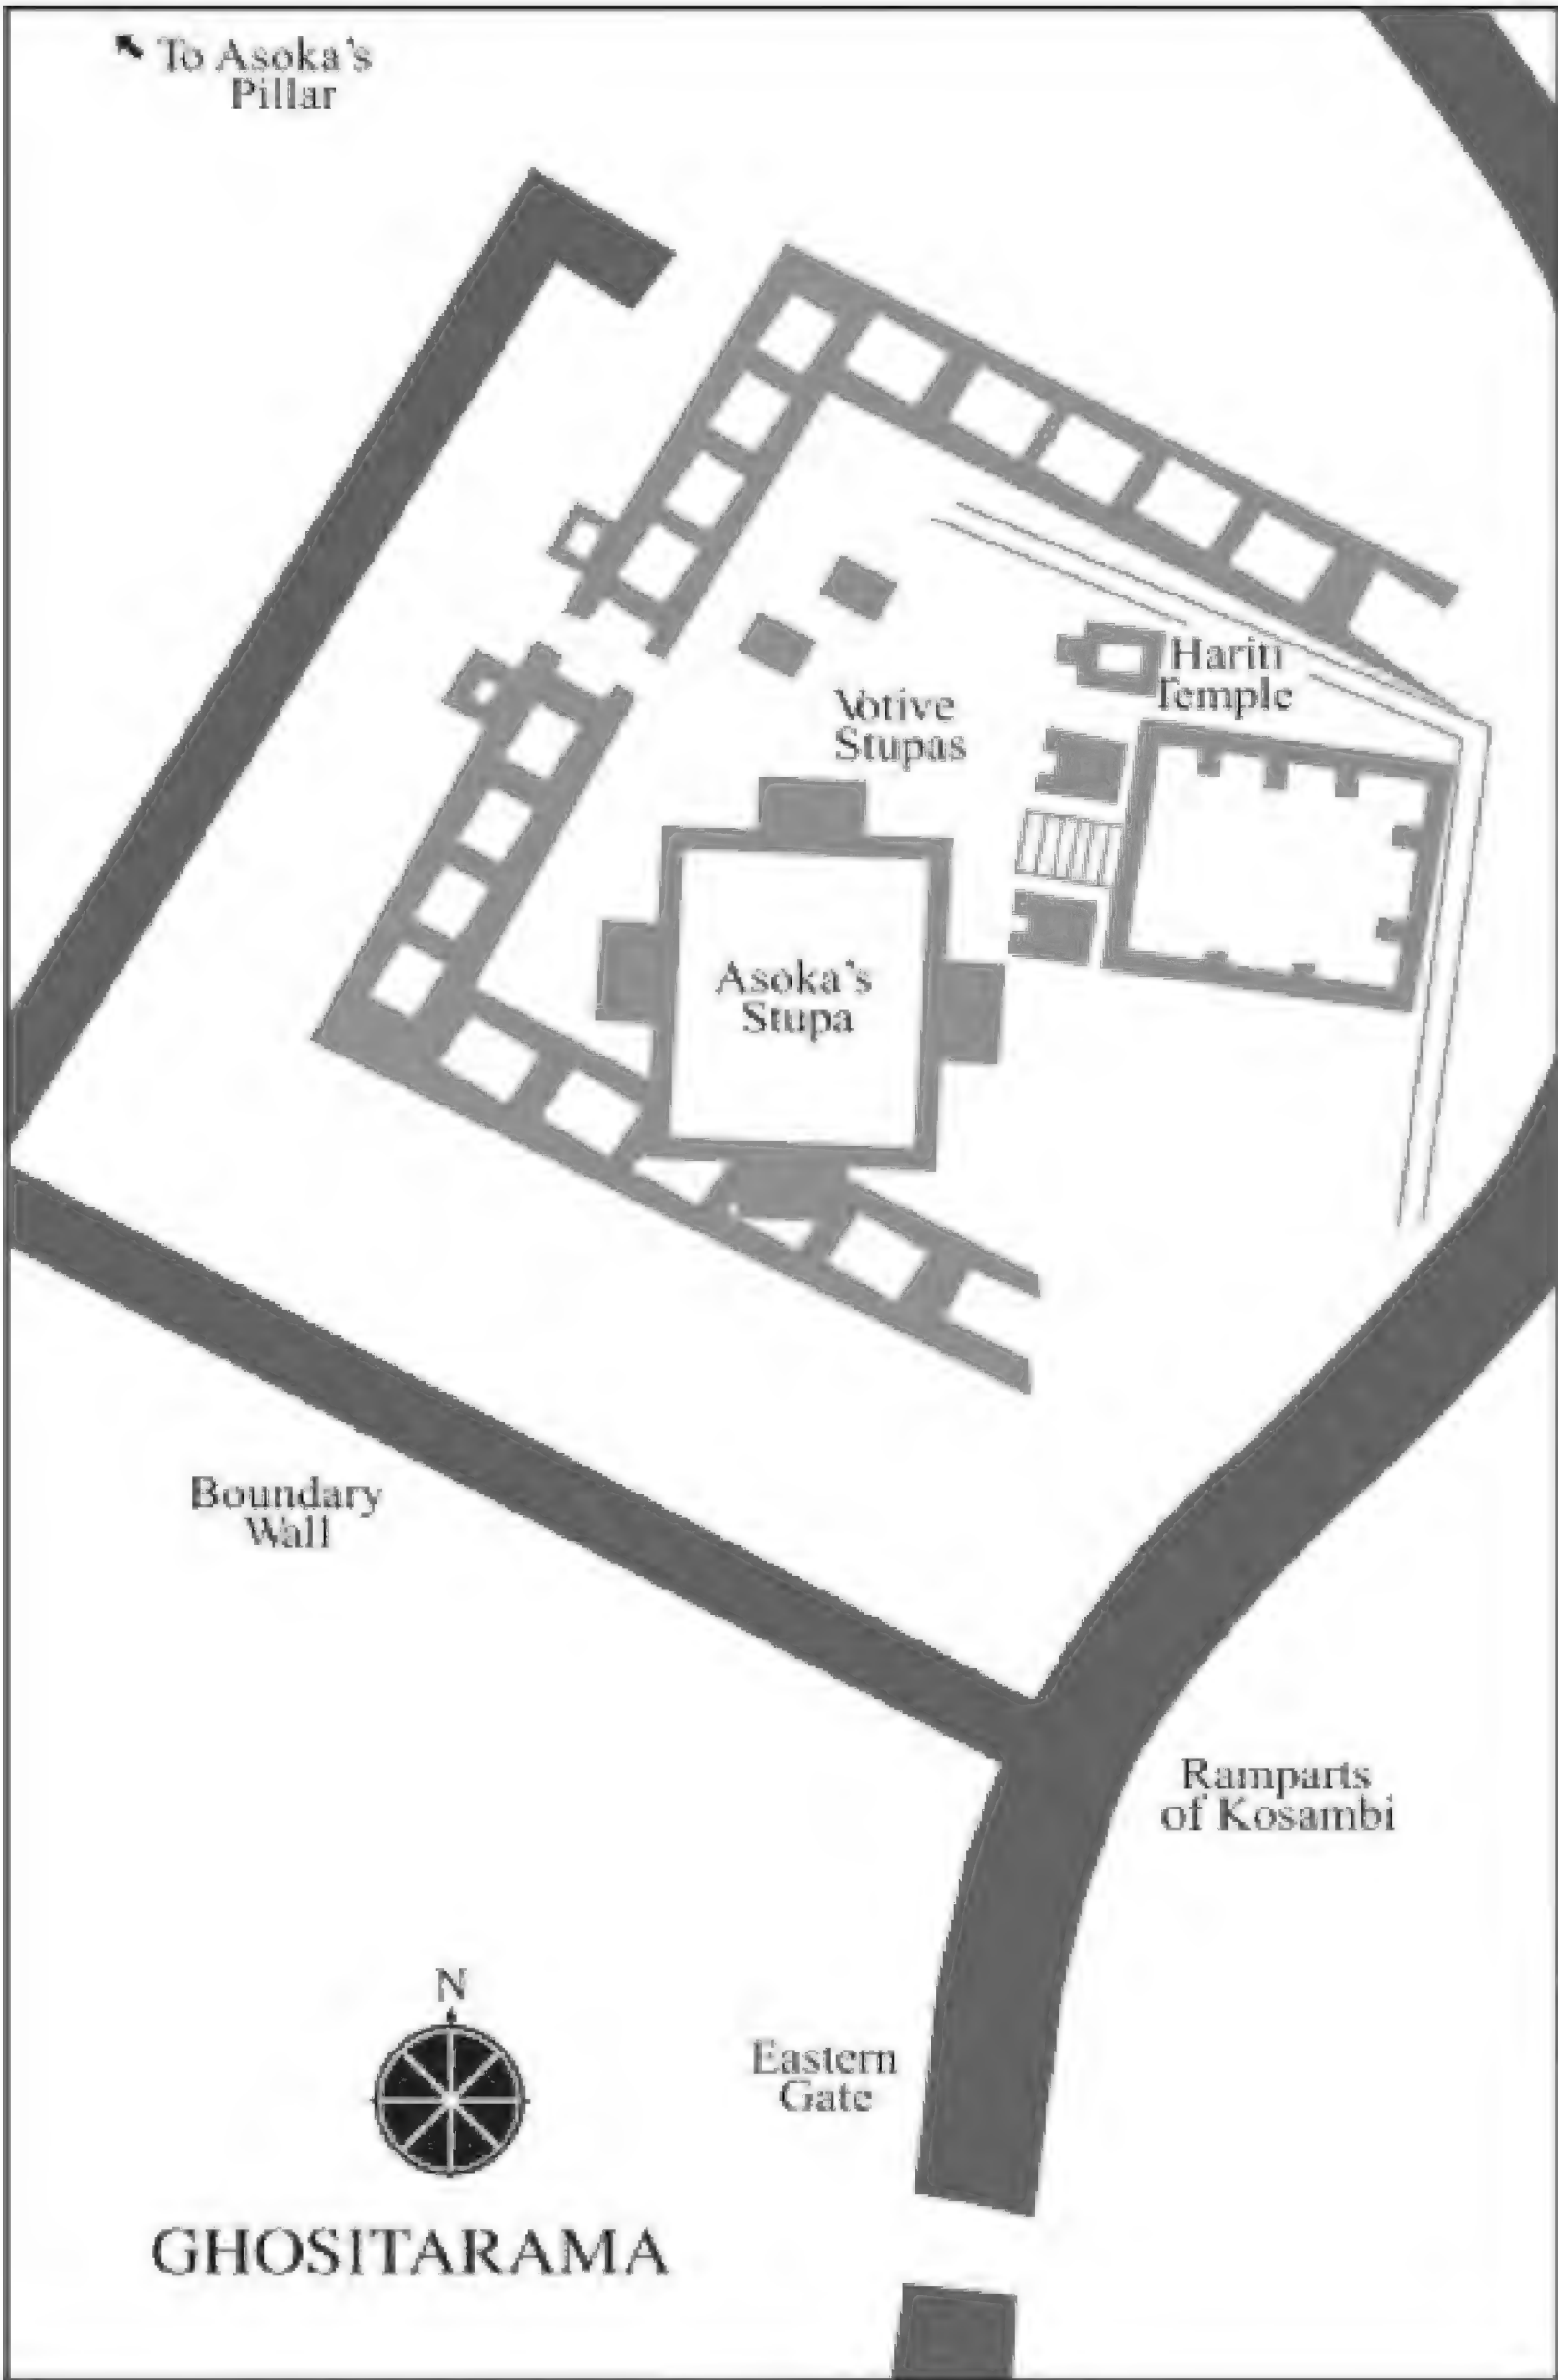 To Asoka's
Pillar
Hariti
Temple
Votive
Stupas
Asoka's
Stupa
Boundary
Wall
Ramparts
of Kosambi
N
Eastern
Gate
GHOSITARAMA